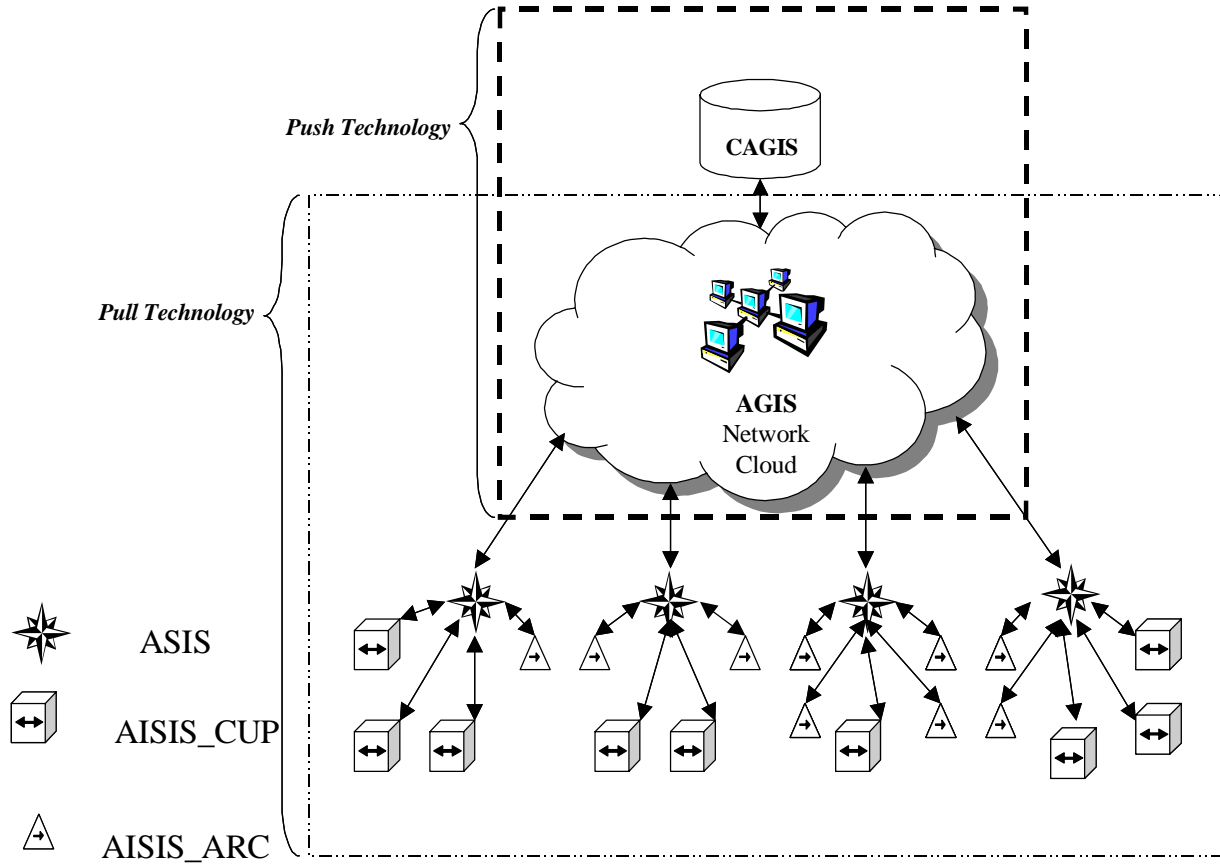 Push Technology
CAGIS
Pull Technology
AGIS
Network
Cloud
ASIS
AISIS_CUP
AISIS_ARC